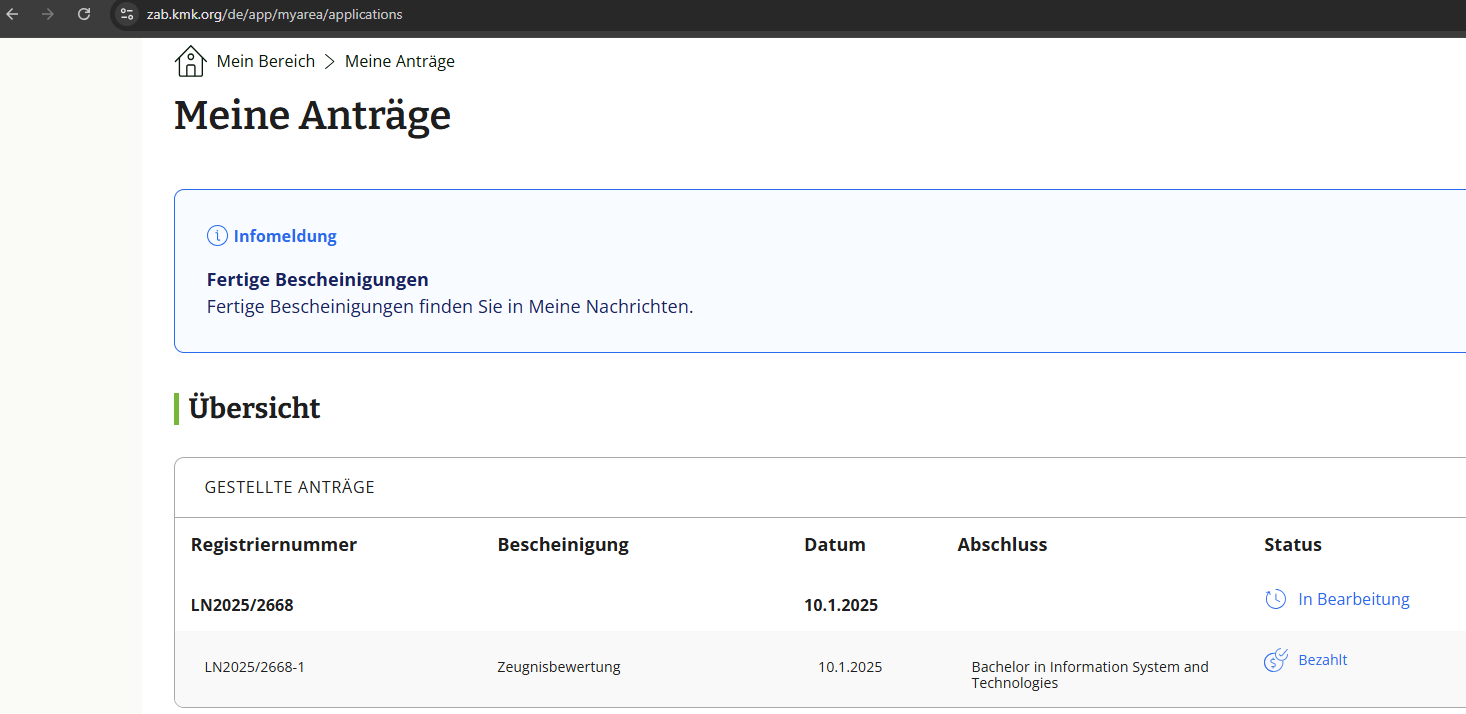 zab.kmk.org/de/app/myarea/applications
Mein Bereich > Meine Anträge
Meine Anträge
Infomeldung
Fertige Bescheinigungen
Fertige Bescheinigungen finden Sie in Meine Nachrichten.
Übersicht
GESTELLTE ANTRÄGE
Registriernummer Bescheinigung Datum Abschluss Status
LN2025/2668 10.1.2025 In Bearbeitung
LN2025/2668-1 Zeugnisbewertung 10.1.2025 Bachelor in Information System and Bezahlt
Technologies